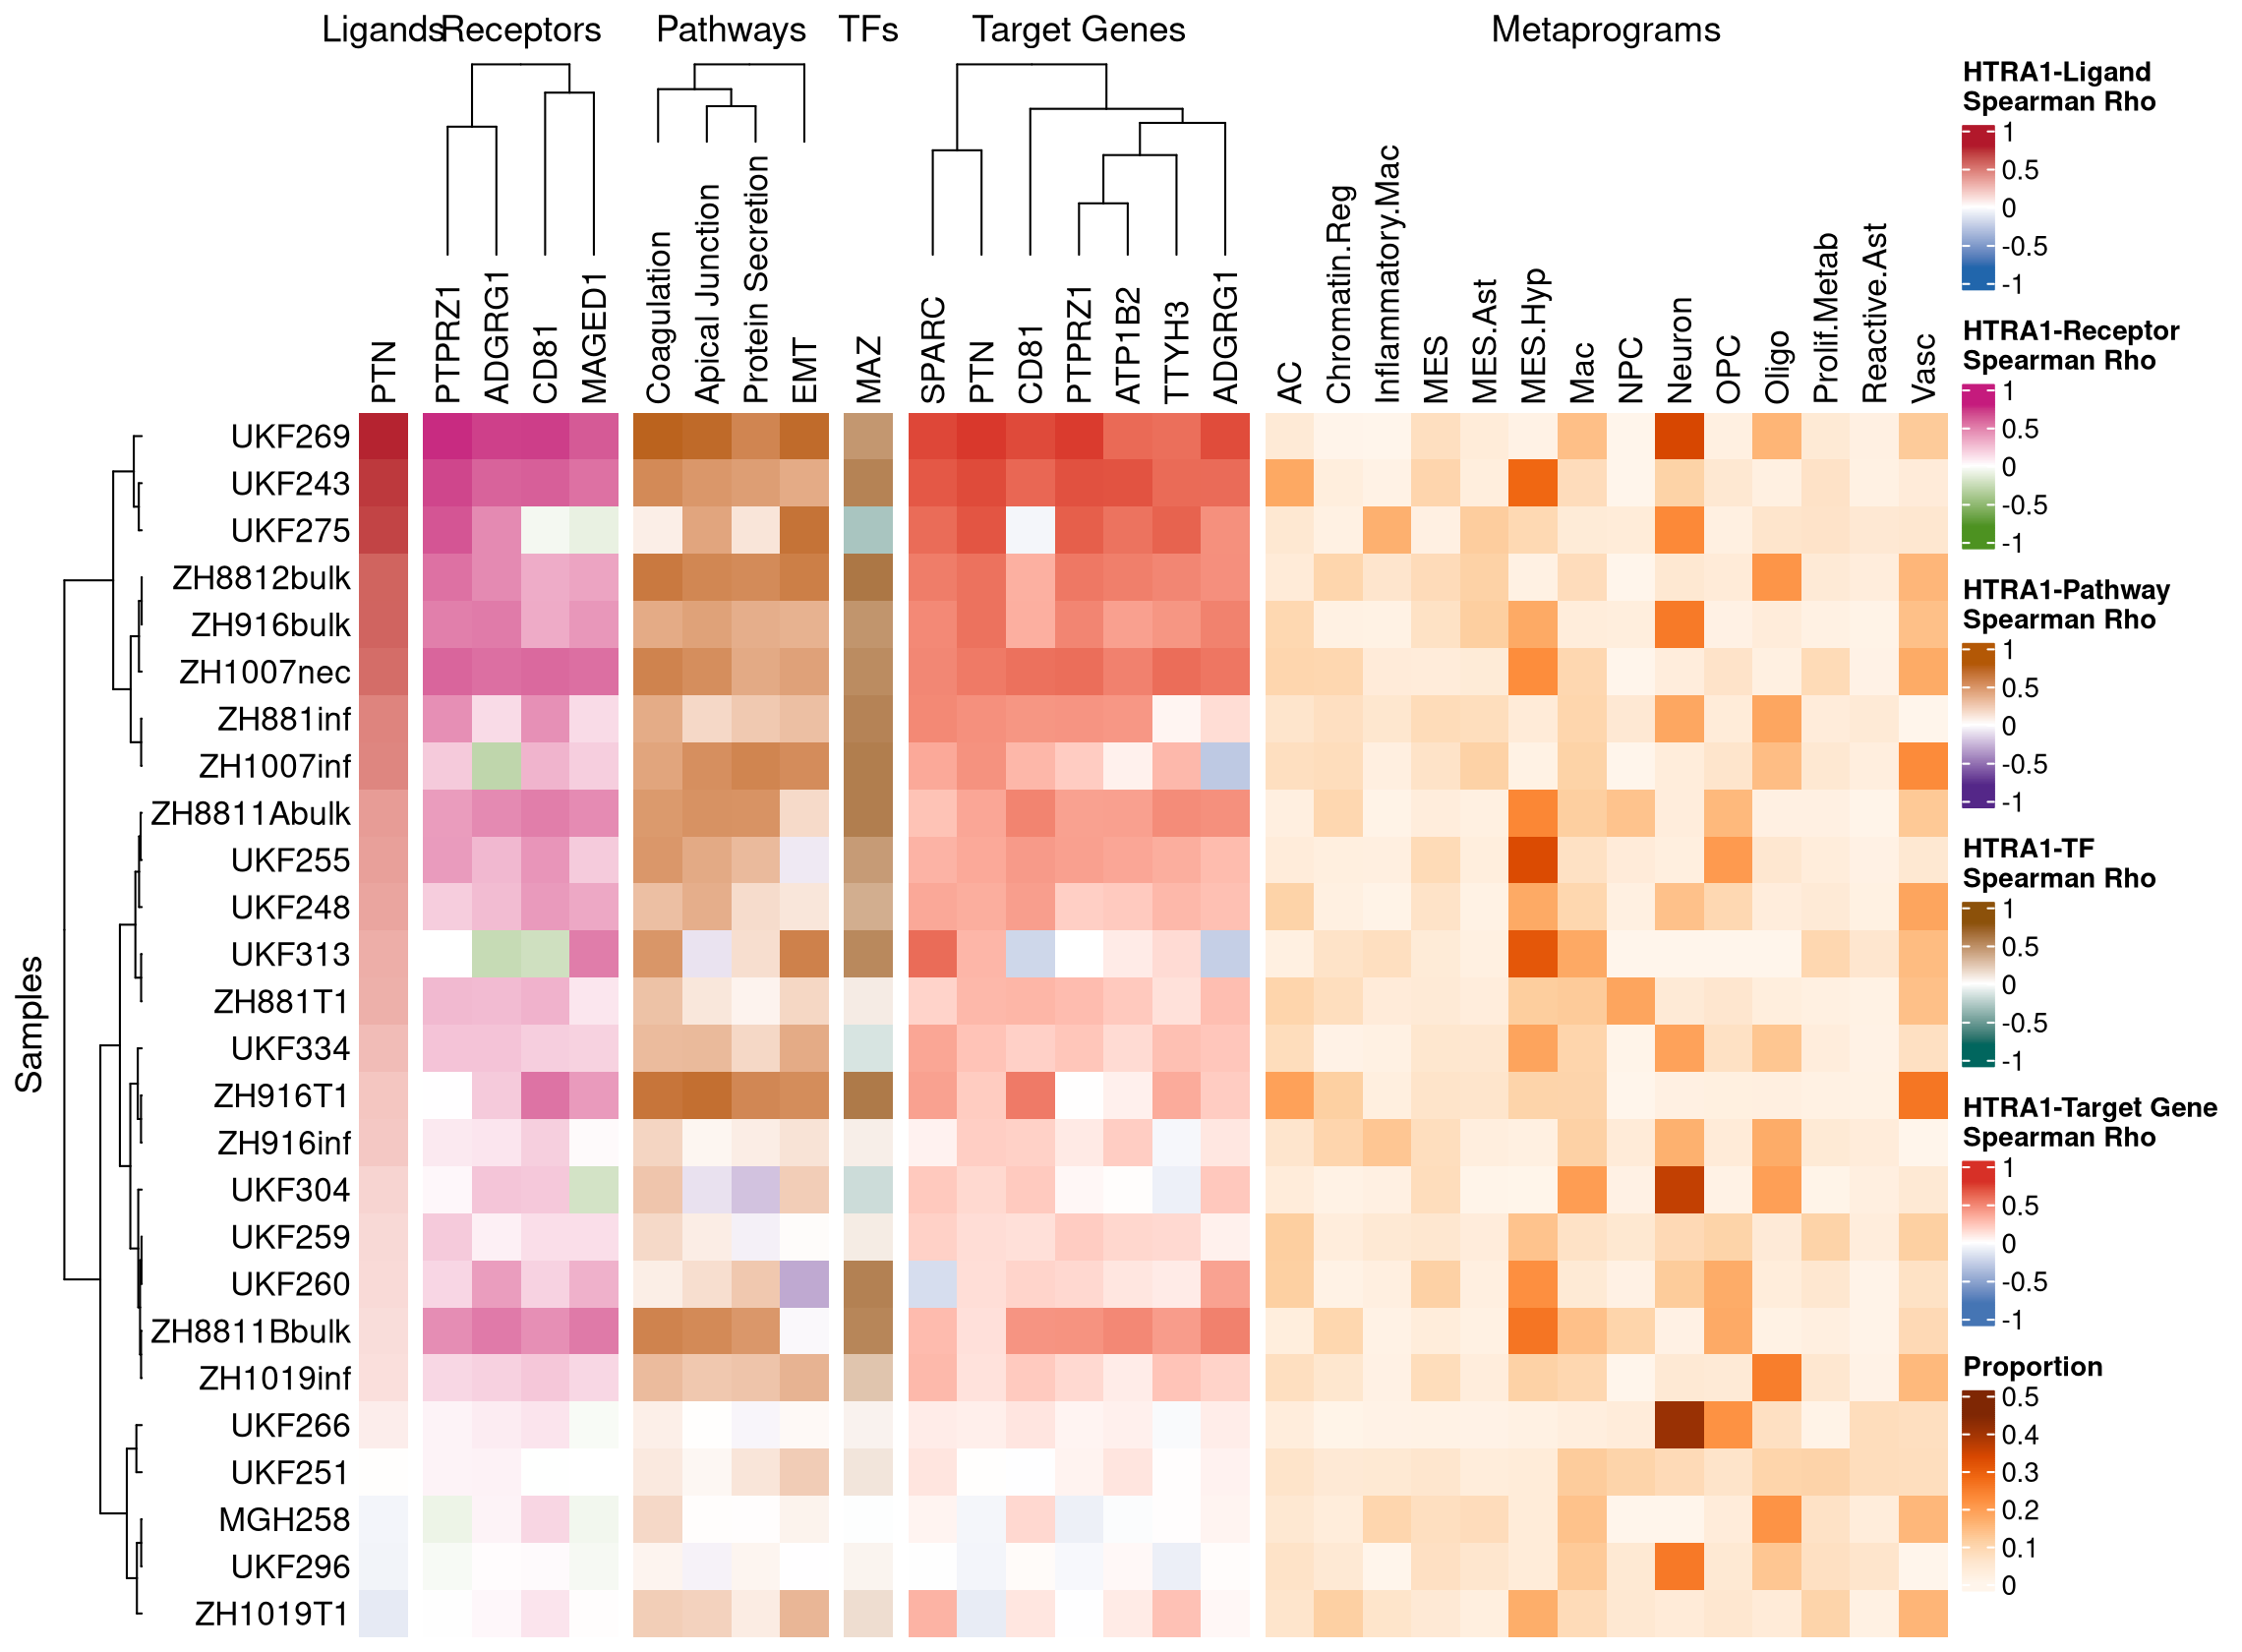 Ligands Receptors Pathways TFs Target Genes Metaprograms
PTN PTPRZ1 ADGRG1 CD81 MAGED1 Coagulation Apical Junction Protein Secretion EMT MAZ SPARC PTN CD81 PTPRZ1 ATP1B2 TTYH3 ADGRG1 AC Chromatin.Reg Inflammatory.Mac MES MES.Ast MES.Hyp Mac NPC Neuron OPC Oligo Prolif.Metab Reactive.Ast Vasc
Samples
UKF269
UKF243
UKF275
ZH8812bulk
ZH916bulk
ZH1007nec
ZH881inf
ZH1007inf
ZH8811Abulk
UKF255
UKF248
UKF313
ZH881T1
UKF334
ZH916T1
ZH916inf
UKF304
UKF259
UKF260
ZH8811Bbulk
ZH1019inf
UKF266
UKF251
MGH258
UKF296
ZH1019T1
HTRA1-Ligand
Spearman Rho
1
0.5
0
-0.5
-1
HTRA1-Receptor
Spearman Rho
1
0.5
0
-0.5
-1
HTRA1-Pathway
Spearman Rho
1
0.5
0
-0.5
-1
HTRA1-TF
Spearman Rho
1
0.5
0
-0.5
-1
HTRA1-Target Gene
Spearman Rho
1
0.5
0
-0.5
-1
Proportion
0.5
0.4
0.3
0.2
0.1
0